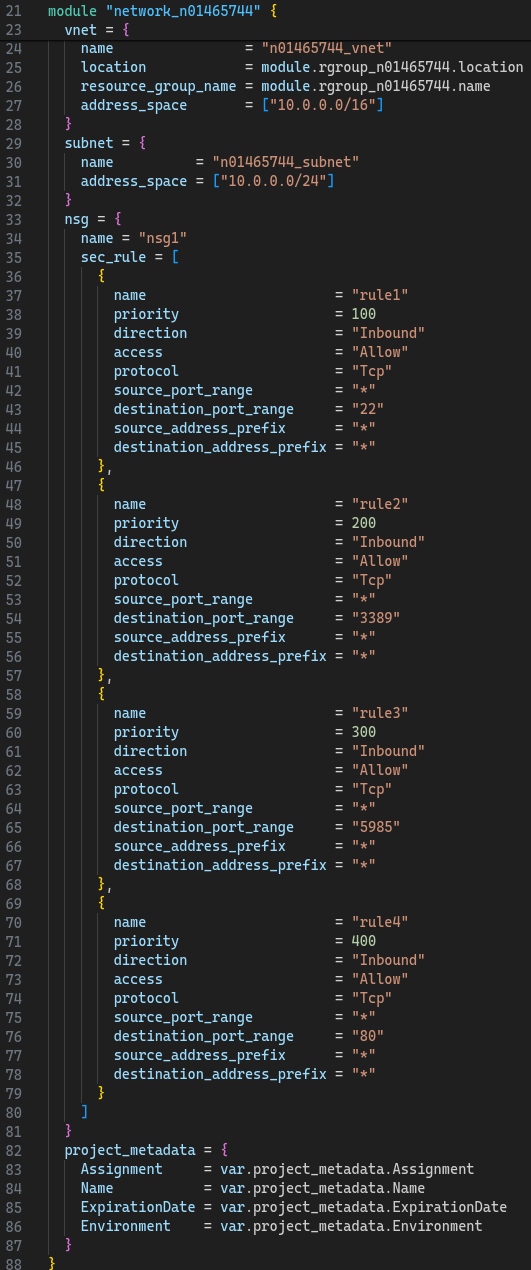 21 module "network_n01465744" {
23   vnet = {
24     name                = "n01465744_vnet"
25     location            = module.rgroup_n01465744.location
26     resource_group_name = module.rgroup_n01465744.name
27     address_space       = ["10.0.0.0/16"]
28   }
29   subnet = {
30     name          = "n01465744_subnet"
31     address_space = ["10.0.0.0/24"]
32   }
33   nsg = {
34     name = "nsg1"
35     sec_rule = [
36       {
37         name                       = "rule1"
38         priority                   = 100
39         direction                  = "Inbound"
40         access                     = "Allow"
41         protocol                   = "Tcp"
42         source_port_range          = "*"
43         destination_port_range     = "22"
44         source_address_prefix      = "*"
45         destination_address_prefix = "*"
46       },
47       {
48         name                       = "rule2"
49         priority                   = 200
50         direction                  = "Inbound"
51         access                     = "Allow"
52         protocol                   = "Tcp"
53         source_port_range          = "*"
54         destination_port_range     = "3389"
55         source_address_prefix      = "*"
56         destination_address_prefix = "*"
57       },
58       {
59         name                       = "rule3"
60         priority                   = 300
61         direction                  = "Inbound"
62         access                     = "Allow"
63         protocol                   = "Tcp"
64         source_port_range          = "*"
65         destination_port_range     = "5985"
66         source_address_prefix      = "*"
67         destination_address_prefix = "*"
68       },
69       {
70         name                       = "rule4"
71         priority                   = 400
72         direction                  = "Inbound"
73         access                     = "Allow"
74         protocol                   = "Tcp"
75         source_port_range          = "*"
76         destination_port_range     = "80"
77         source_address_prefix      = "*"
78         destination_address_prefix = "*"
79       }
80     ]
81   }
82   project_metadata = {
83     Assignment     = var.project_metadata.Assignment
84     Name           = var.project_metadata.Name
85     ExpirationDate = var.project_metadata.ExpirationDate
86     Environment    = var.project_metadata.Environment
87   }
88 }